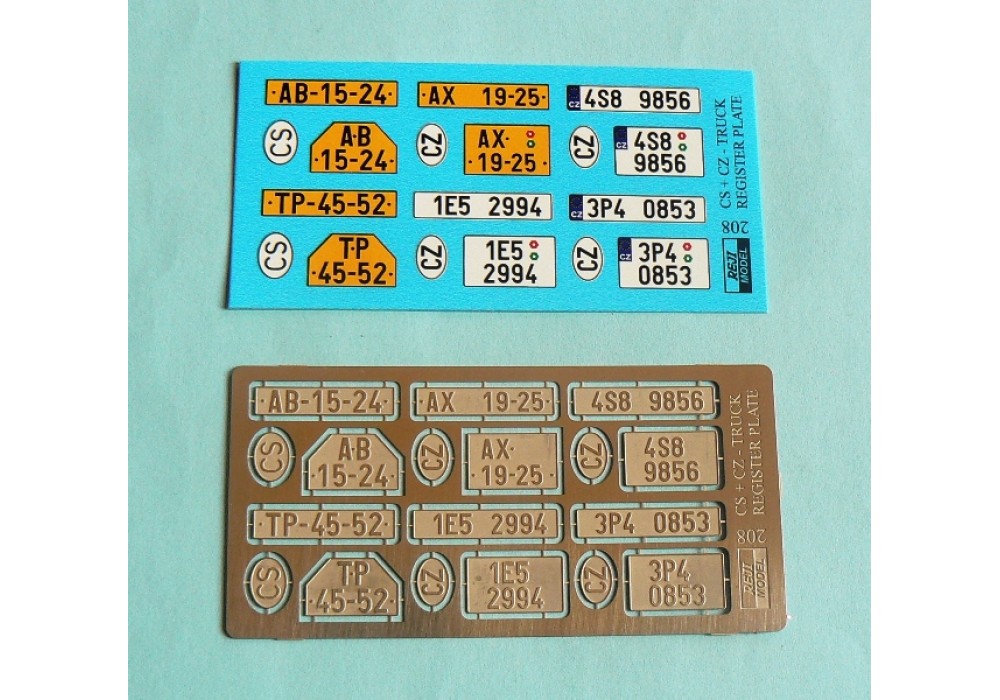 AB-15-24
AX 19-25
CZ 4S8 9856
CS
A·B
·15-24·
CZ
AX·
·19-25·
CZ
CZ 4S8
9856
TP-45-52
1E5 2994
CZ 3P4 0853
CS
T·P
·45-52·
CZ
1E5
2994
CZ
CZ 3P4
0853
CS + CZ - TRUCK
REGISTER PLATE
208
REJI
MODEL
·AB-15-24·
·AX 19-25·
4S8 9856
CS
A·B
·15-24·
CZ
AX·
·19-25·
CZ
4S8
9856
·TP-45-52·
1E5 2994
3P4 0853
CS
T·P
·45-52·
CZ
1E5
2994
CZ
3P4
0853
CS + CZ - TRUCK
REGISTER PLATE
208
REJI
MODEL